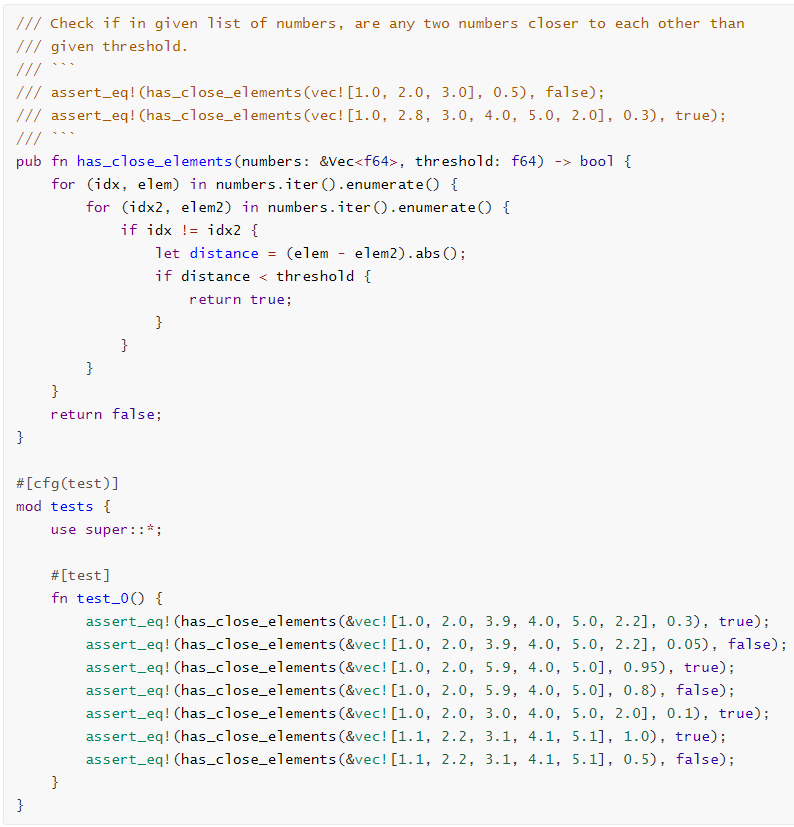 /// Check if in given list of numbers, are any two numbers closer to each other than
/// given threshold.
/// ```
/// assert_eq!(has_close_elements(vec![1.0, 2.0, 3.0], 0.5), false);
/// assert_eq!(has_close_elements(vec![1.0, 2.8, 3.0, 4.0, 5.0, 2.0], 0.3), true);
/// ```
pub fn has_close_elements(numbers: &Vec<f64>, threshold: f64) -> bool {
    for (idx, elem) in numbers.iter().enumerate() {
        for (idx2, elem2) in numbers.iter().enumerate() {
            if idx != idx2 {
                let distance = (elem - elem2).abs();
                if distance < threshold {
                    return true;
                }
            }
        }
    }
    return false;
}

#[cfg(test)]
mod tests {
    use super::*;

    #[test]
    fn test_0() {
        assert_eq!(has_close_elements(&vec![1.0, 2.0, 3.9, 4.0, 5.0, 2.2], 0.3), true);
        assert_eq!(has_close_elements(&vec![1.0, 2.0, 3.9, 4.0, 5.0, 2.2], 0.05), false);
        assert_eq!(has_close_elements(&vec![1.0, 2.0, 5.9, 4.0, 5.0], 0.95), true);
        assert_eq!(has_close_elements(&vec![1.0, 2.0, 5.9, 4.0, 5.0], 0.8), false);
        assert_eq!(has_close_elements(&vec![1.0, 2.0, 3.0, 4.0, 5.0, 2.0], 0.1), true);
        assert_eq!(has_close_elements(&vec![1.1, 2.2, 3.1, 4.1, 5.1], 1.0), true);
        assert_eq!(has_close_elements(&vec![1.1, 2.2, 3.1, 4.1, 5.1], 0.5), false);
    }
}